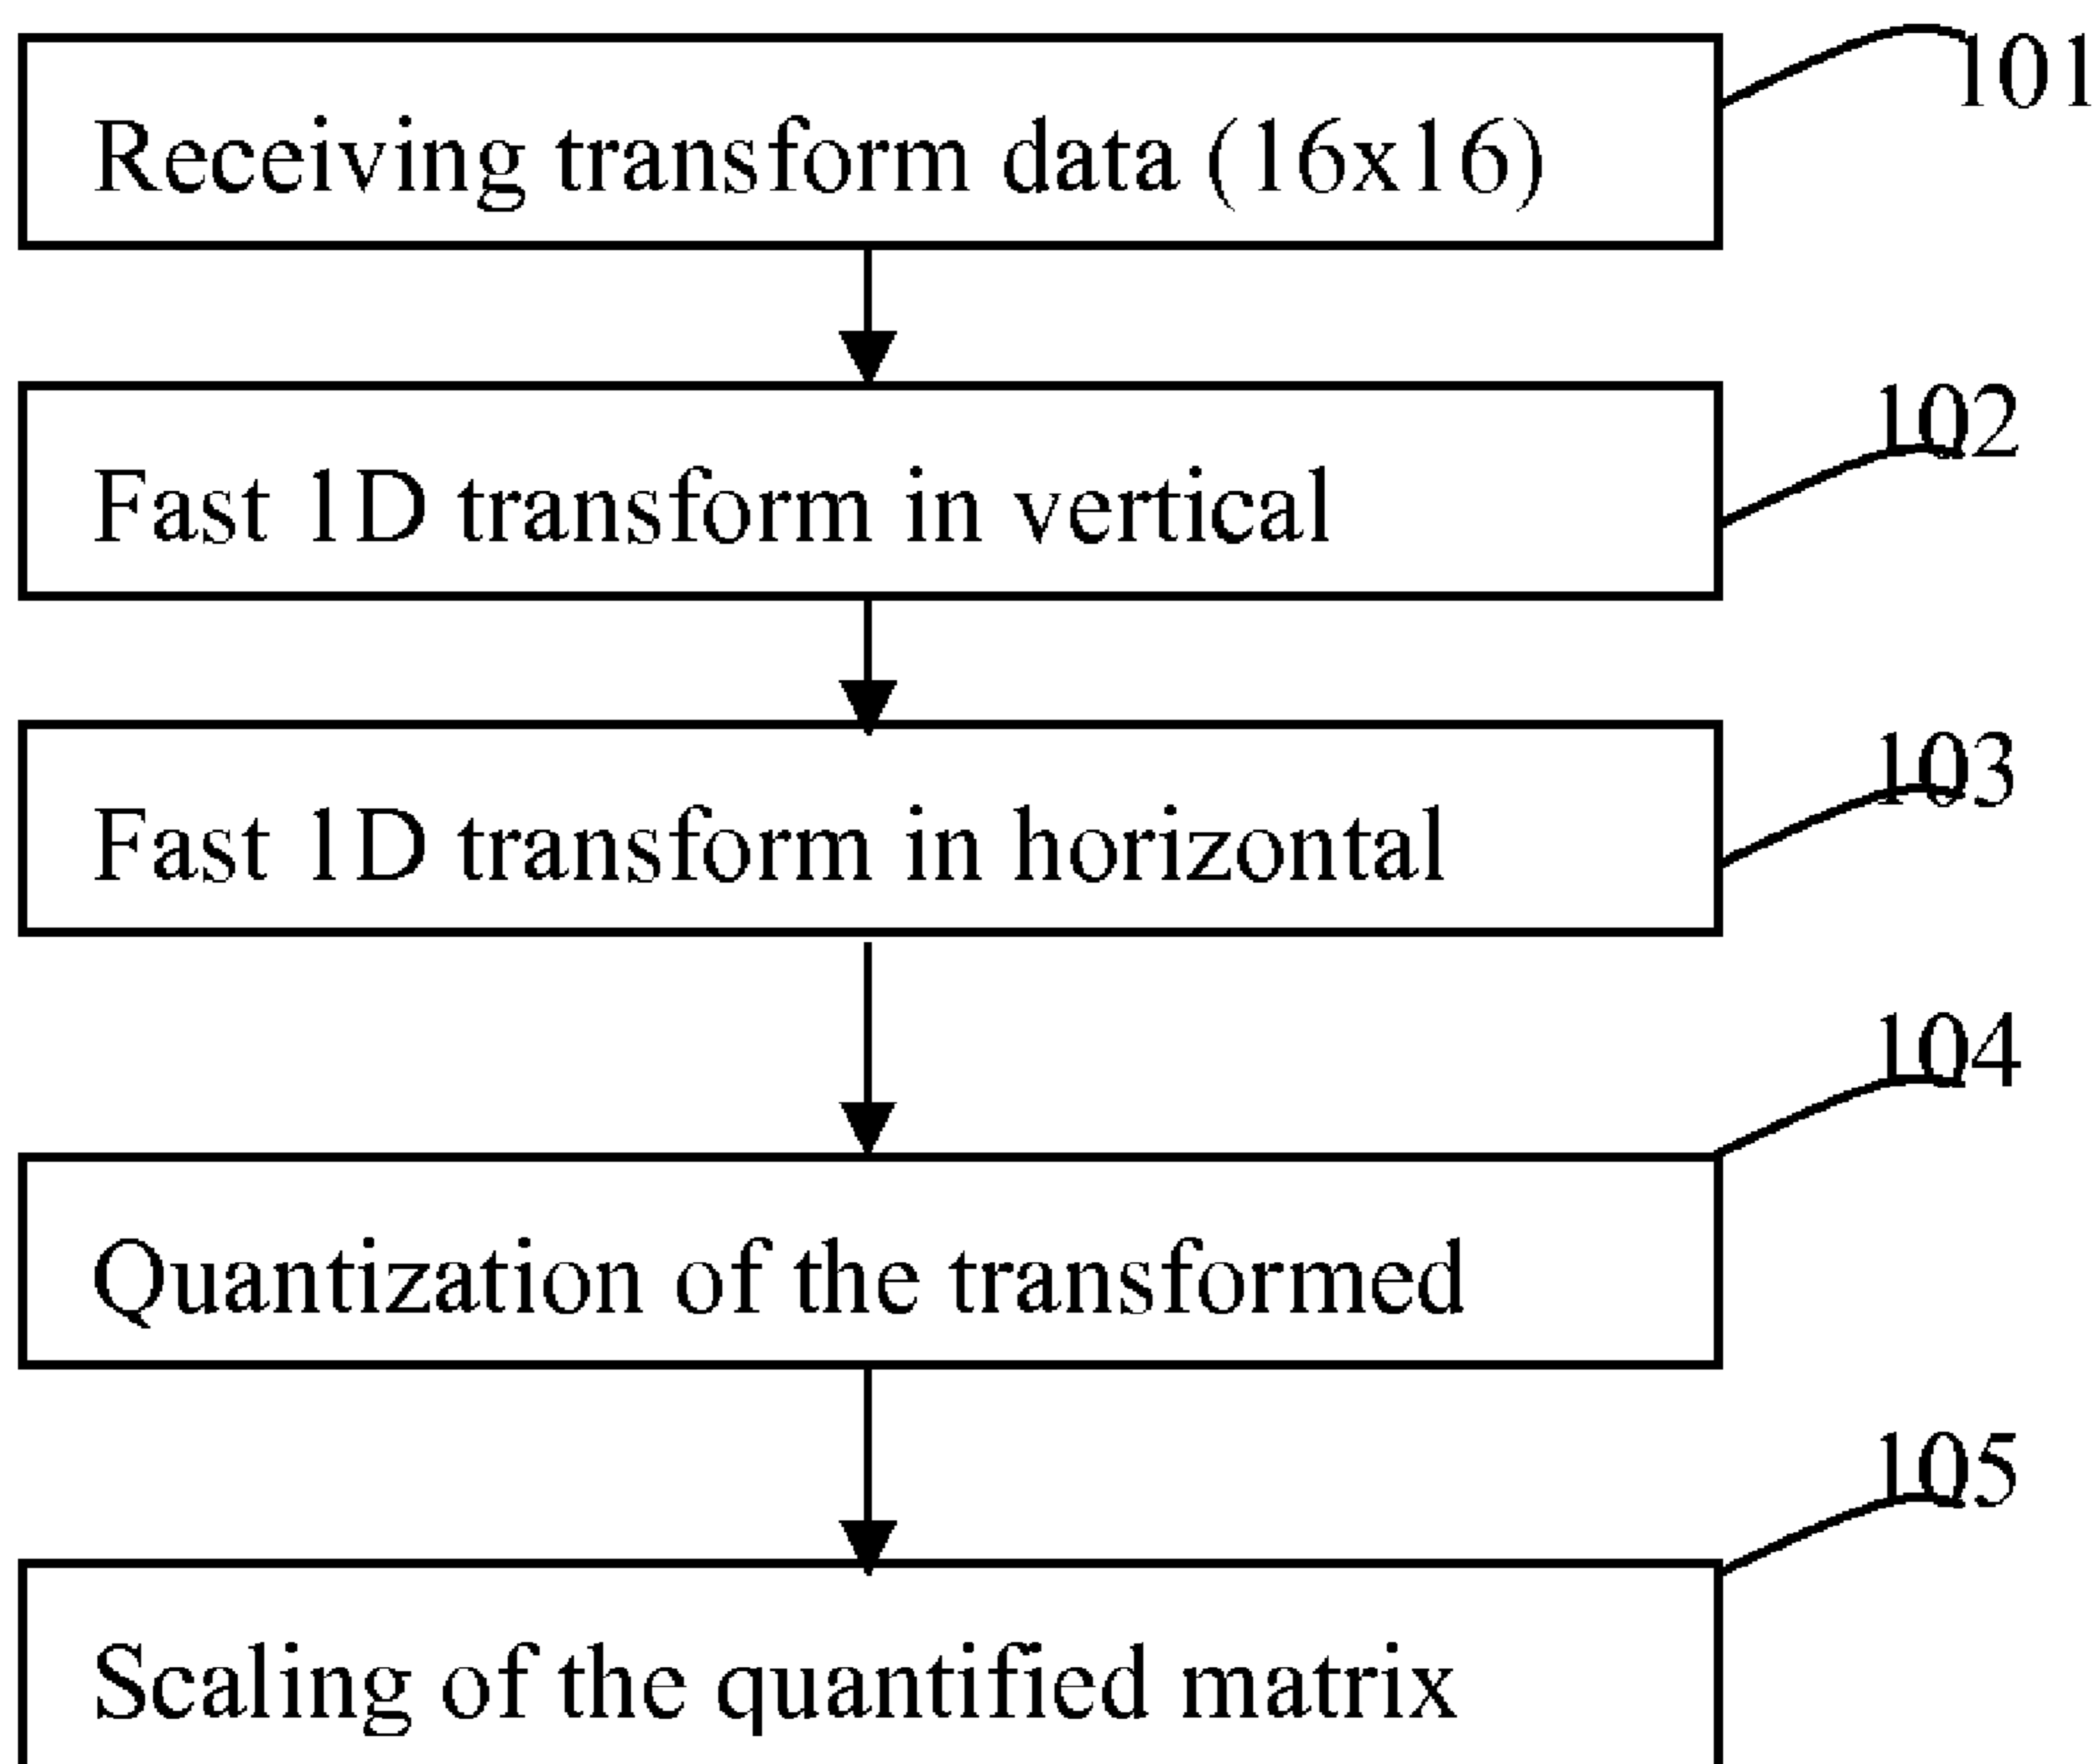 101
Receiving transform data (16x16)
102
Fast 1D transform in vertical
103
Fast 1D transform in horizontal
104
Quantization of the transformed
105
Scaling of the quantified matrix